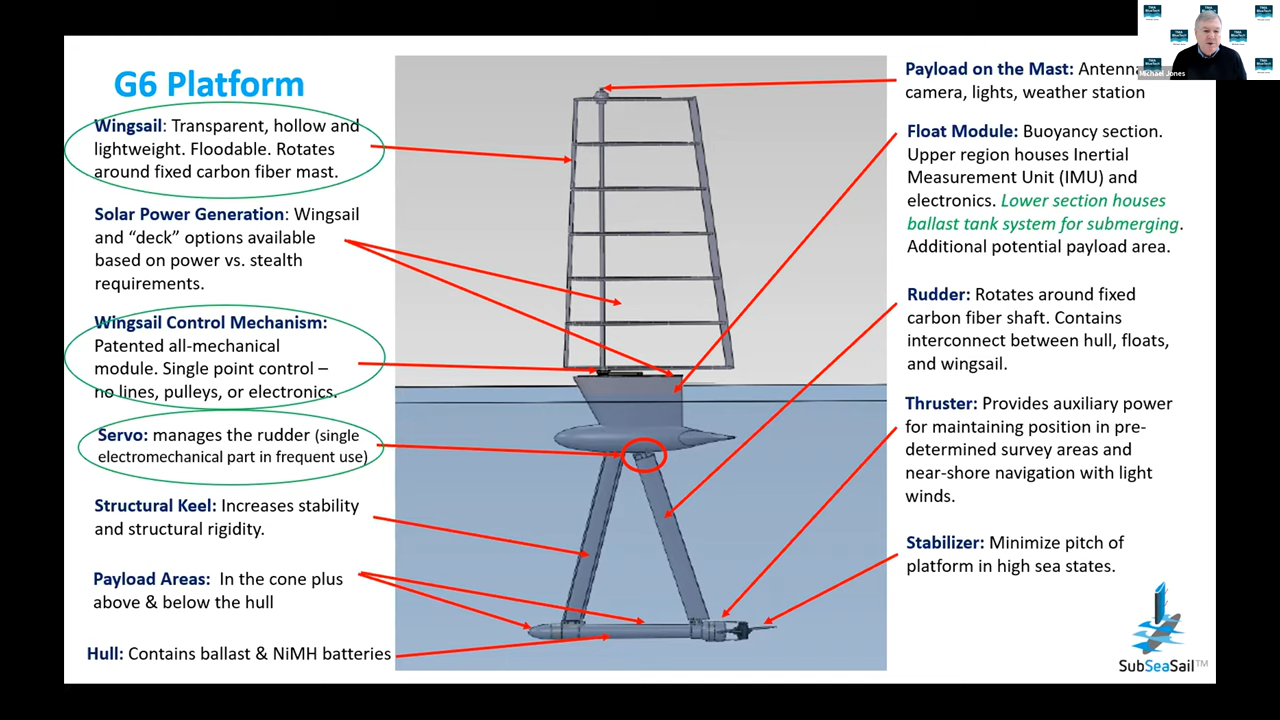 G6 Platform
Wingsail: Transparent, hollow and
lightweight. Floodable. Rotates
around fixed carbon fiber mast.
Solar Power Generation: Wingsail
and “deck” options available
based on power vs. stealth
requirements.
Wingsail Control Mechanism:
Patented all-mechanical
module. Single point control –
no lines, pulleys, or electronics.
Servo: manages the rudder (single
electromechanical part in frequent use)
Structural Keel: Increases stability
and structural rigidity.
Payload Areas: In the cone plus
above & below the hull
Hull: Contains ballast & NiMH batteries
Payload on the Mast: Antenna
camera, lights, weather station
Float Module: Buoyancy section.
Upper region houses Inertial
Measurement Unit (IMU) and
electronics. Lower section houses
ballast tank system for submerging.
Additional potential payload area.
Rudder: Rotates around fixed
carbon fiber shaft. Contains
interconnect between hull, floats,
and wingsail.
Thruster: Provides auxiliary power
for maintaining position in pre-
determined survey areas and
near-shore navigation with light
winds.
Stabilizer: Minimize pitch of
platform in high sea states.
SubSeaSail™
Michael Jones